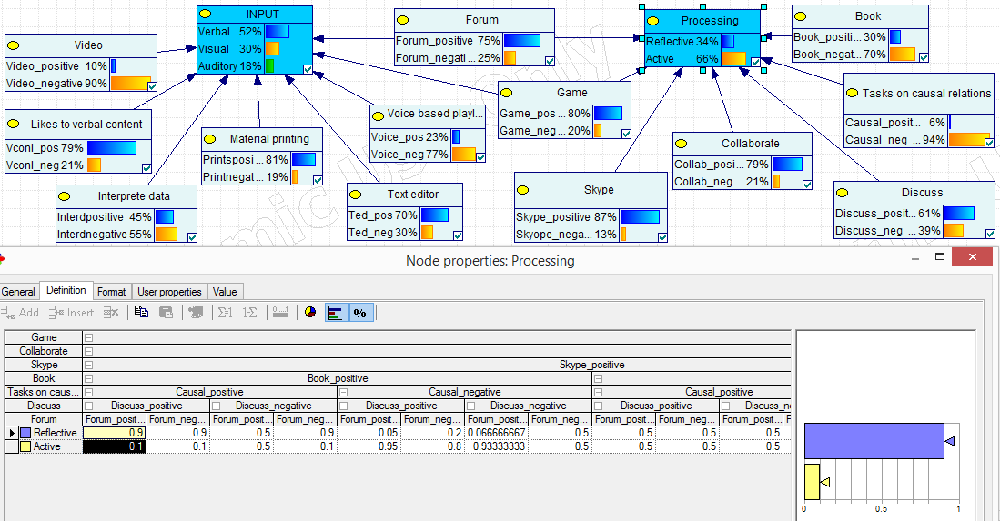 INPUT
Verbal 52%
Visual 30%
Auditory 18%
Forum
Forum_positive 75%
Forum_negati ... 25%
Processing
Reflective 34%
Active 66%
Book
Book_positi... 30%
Book_negat... 70%
Video
Video_positive 10%
Video_negative 90%
Game
Game_pos ... 80%
Game_neg ... 20%
Tasks on causal relations
Causal_posit... 6%
Causal_neg ... 94%
Likes to verbal content
Vconl_pos 79%
Vconl_neg 21%
Material printing
Printsposi ... 81%
Printnegat ... 19%
Voice based playl...
Voice_pos 23%
Voice_neg 77%
Collaborate
Collab_posi... 79%
Collab_neg ... 21%
Interprete data
Interdpositive 45%
Interdnegative 55%
Text editor
Ted_pos 70%
Ted_neg 30%
Skype
Skype_positive 87%
Skyope_nega... 13%
Discuss
Discuss_posit... 61%
Discuss_neg ... 39%
Node properties: Processing
General Definition Format User properties Value
Add Insert %
Game
Collaborate
Skype Skype_positive
Book Book_positive
Tasks on caus... Causal_positive Causal_negative Causal_positive
Discuss Discuss_positive Discuss_negative Discuss_positive Discuss_negative Discuss_positive Discuss_ne
Forum Forum_posit... Forum_neg... Forum_posit... Forum_neg... Forum_posit... Forum_neg... Forum_posit... Forum_neg... Forum_posit... Forum_neg... Forum_posit... F
Reflective 0.9 0.9 0.5 0.9 0.05 0.2 0.066666667 0.5 0.5 0.5 0.5
Active 0.1 0.1 0.5 0.1 0.95 0.8 0.93333333 0.5 0.5 0.5 0.5
0 0.5 1